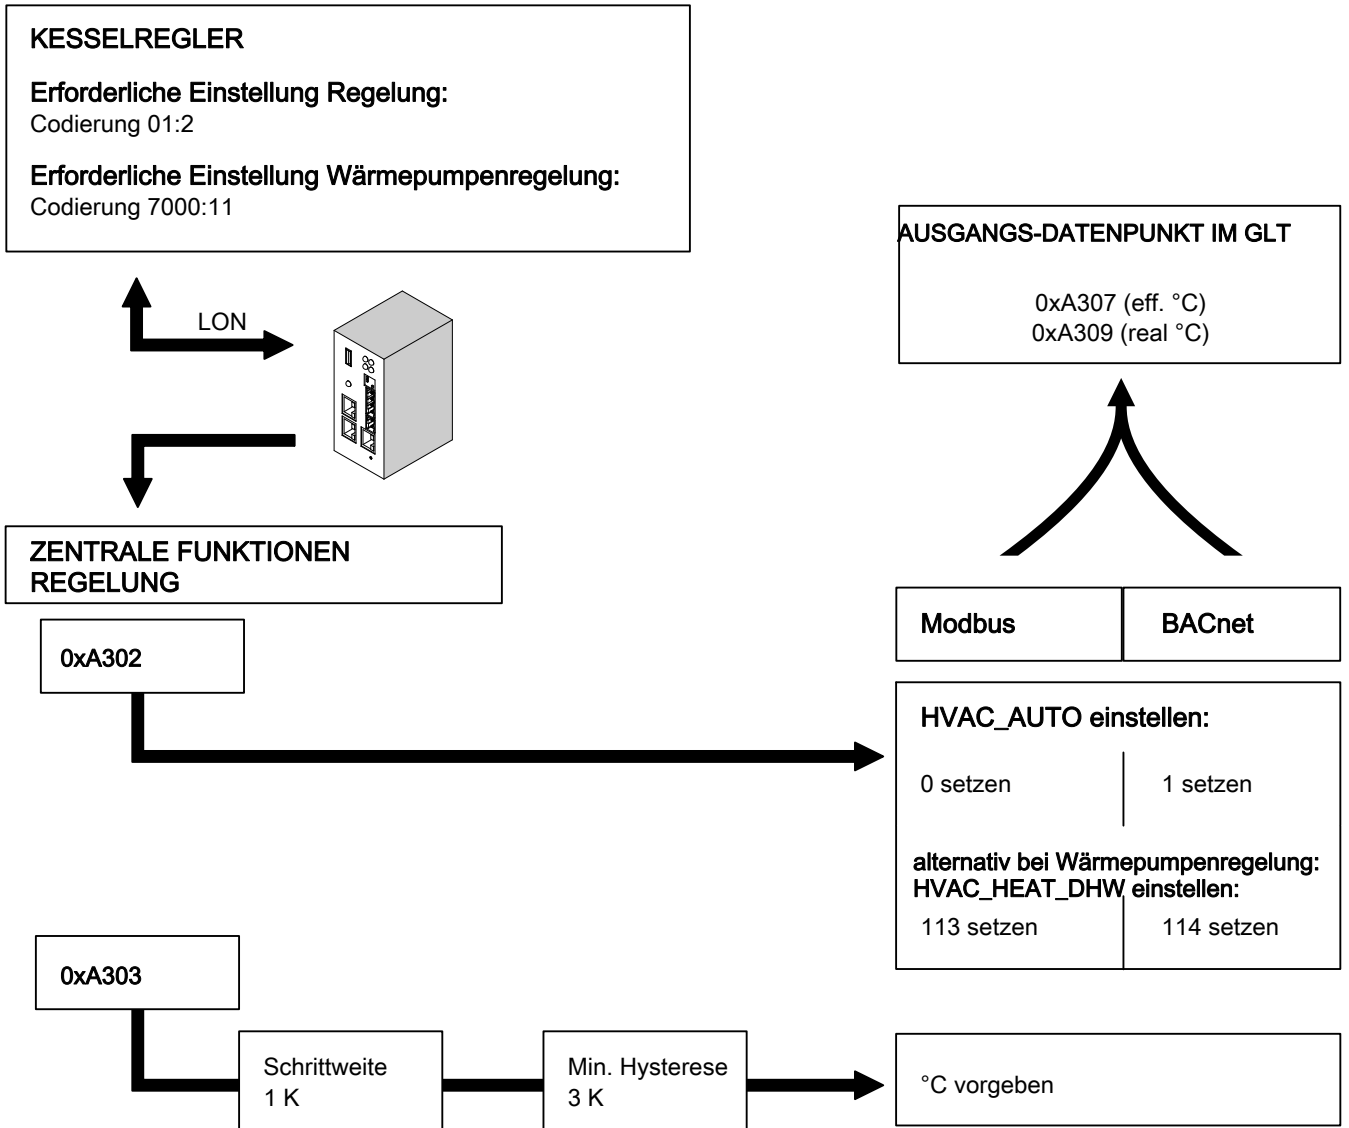 KESSELREGLER
Erforderliche Einstellung Regelung:
Codierung 01:2
Erforderliche Einstellung Wärmepumpenregelung:
Codierung 7000:11
AUSGANGS-DATENPUNKT IM GLT
0xA307 (eff. °C)
0xA309 (real °C)
LON
ZENTRALE FUNKTIONEN
REGELUNG
Modbus
BACnet
0xA302
HVAC_AUTO einstellen:
0 setzen
1 setzen
alternativ bei Wärmepumpenregelung:
HVAC_HEAT_DHW einstellen:
113 setzen
114 setzen
0xA303
Schrittweite
1 K
Min. Hysterese
3 K
°C vorgeben